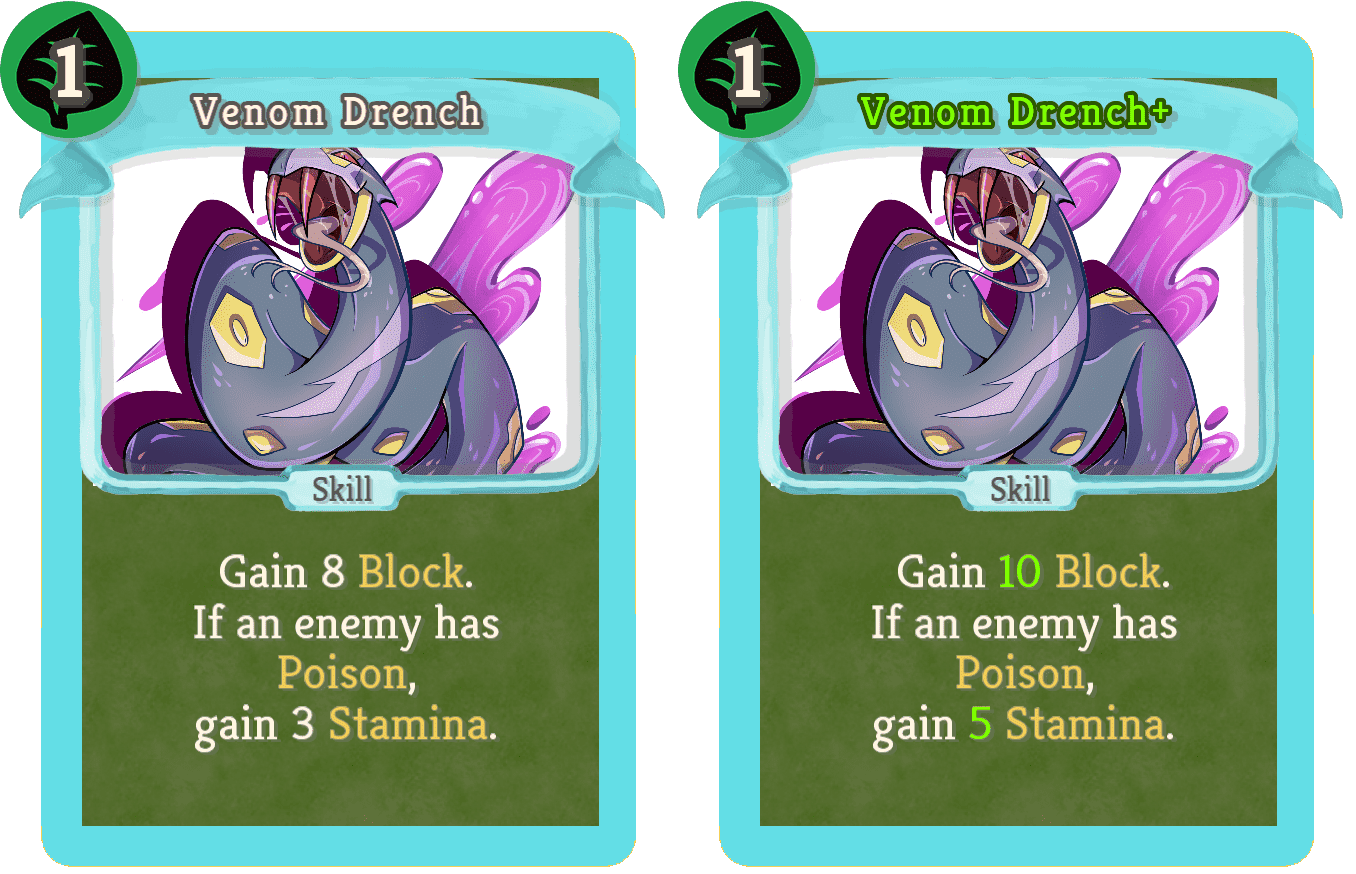 1
Venom Drench
Skill
Gain 8 Block.
If an enemy has
Poison,
gain 3 Stamina.
1
Venom Drench+
Skill
Gain 10 Block.
If an enemy has
Poison,
gain 5 Stamina.